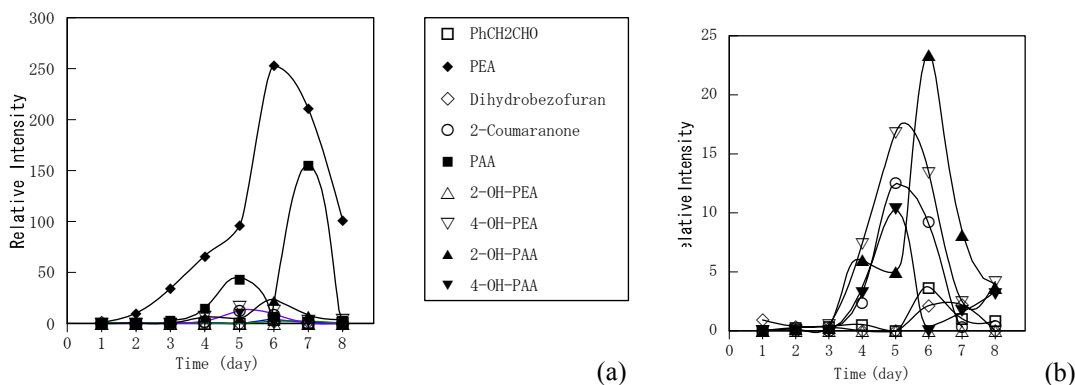 300
250
200
150
100
50
0
Relative Intensity
0 1 2 3 4 5 6 7 8
Time (day)
(a)
PhCH2CHO
PEA
Dihydrobezofuran
2-Coumaranone
PAA
2-OH-PEA
4-OH-PEA
2-OH-PAA
4-OH-PAA
25
20
15
10
5
0
elative Intensity
0 1 2 3 4 5 6 7 8
Time (day)
(b)